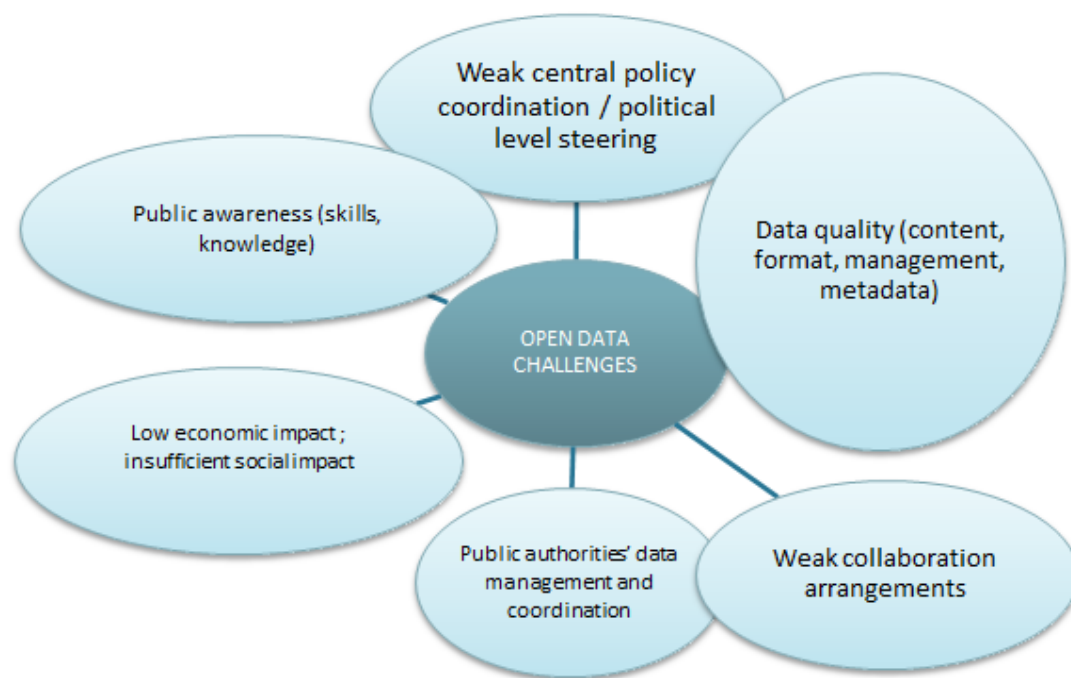 Weak central policy
coordination / political
level steering
Public awareness (skills,
knowledge)
Data quality (content,
format, management,
metadata)
OPEN DATA
CHALLENGES
Low economic impact ;
insufficient social impact
Public authorities’ data
management and
coordination
Weak collaboration
arrangements